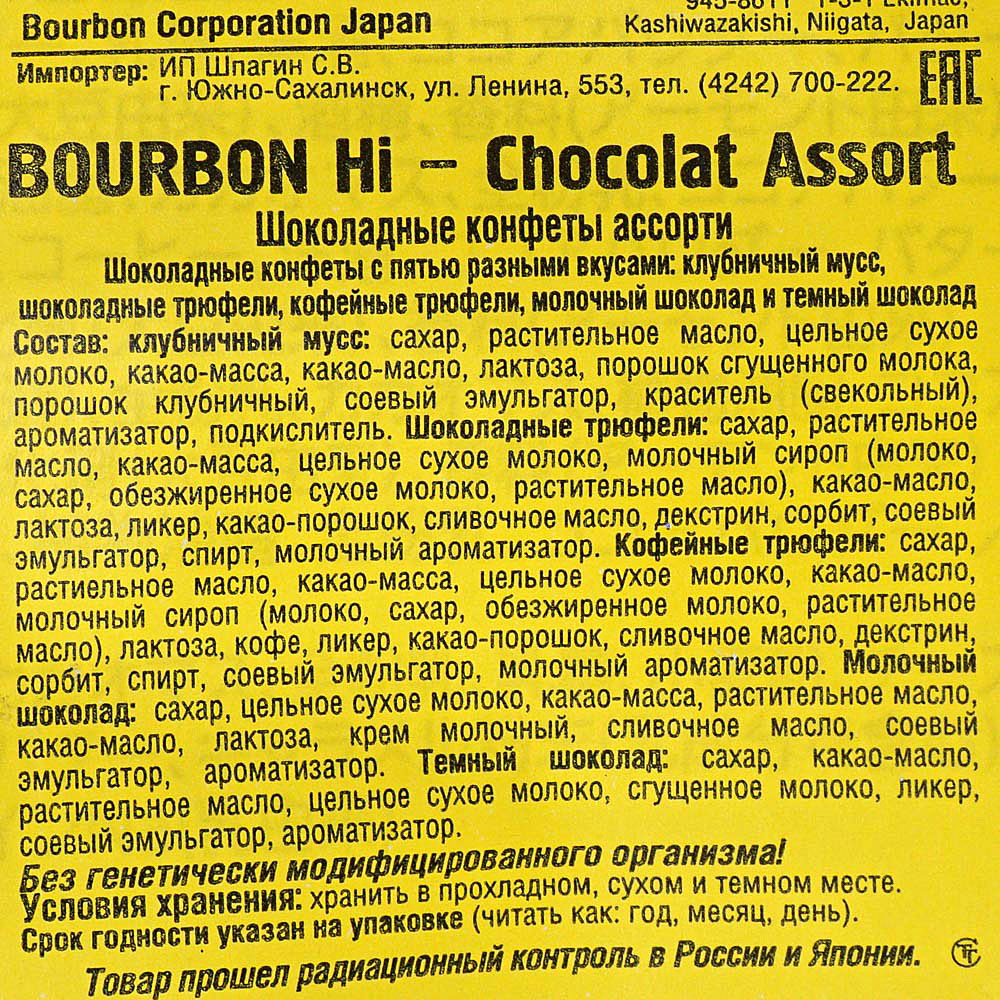 Bourbon Corporation Japan
945-8611 1-3-1 Ekimae,
Kashiwazakishi, Niigata, Japan
Импортер: ИП Шпагин С.В.
г. Южно-Сахалинск, ул. Ленина, 553, тел. (4242) 700-222.
EAC
BOURBON Hi – Chocolat Assort
Шоколадные конфеты ассорти
Шоколадные конфеты с пятью разными вкусами: клубничный мусс,
шоколадные трюфели, кофейные трюфели, молочный шоколад и темный шоколад
Состав: клубничный мусс: сахар, растительное масло, цельное сухое
молоко, какао-масса, какао-масло, лактоза, порошок сгущенного молока,
порошок клубничный, соевый эмульгатор, краситель (свекольный),
ароматизатор, подкислитель. Шоколадные трюфели: сахар, растительное
масло, какао-масса, цельное сухое молоко, молочный сироп (молоко,
сахар, обезжиренное сухое молоко, растительное масло), какао-масло,
лактоза, ликер, какао-порошок, сливочное масло, декстрин, сорбит, соевый
эмульгатор, спирт, молочный ароматизатор. Кофейные трюфели: сахар,
растиельное масло, какао-масса, цельное сухое молоко, какао-масло,
молочный сироп (молоко, сахар, обезжиренное молоко, растительное
масло), лактоза, кофе, ликер, какао-порошок, сливочное масло, декстрин,
сорбит, спирт, соевый эмульгатор, молочный ароматизатор. Молочный
шоколад: сахар, цельное сухое молоко, какао-масса, растительное масло,
какао-масло, лактоза, крем молочный, сливочное масло, соевый
эмульгатор, ароматизатор. Темный шоколад: сахар, какао-масло,
растительное масло, цельное сухое молоко, сгущенное молоко, ликер,
соевый эмульгатор, ароматизатор.
Без генетически модифицированного организма!
Условия хранения: хранить в прохладном, сухом и темном месте.
Срок годности указан на упаковке (читать как: год, месяц, день).
Товар прошел радиационный контроль в России и Японии.